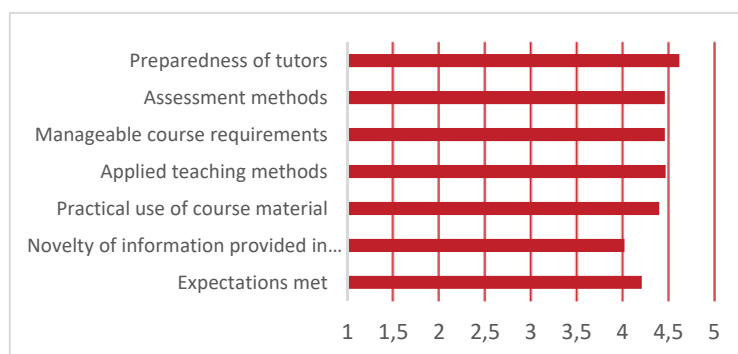 Preparedness of tutors
Assessment methods
Manageable course requirements
Applied teaching methods
Practical use of course material
Novelty of information provided in...
Expectations met
1 1,5 2 2,5 3 3,5 4 4,5 5